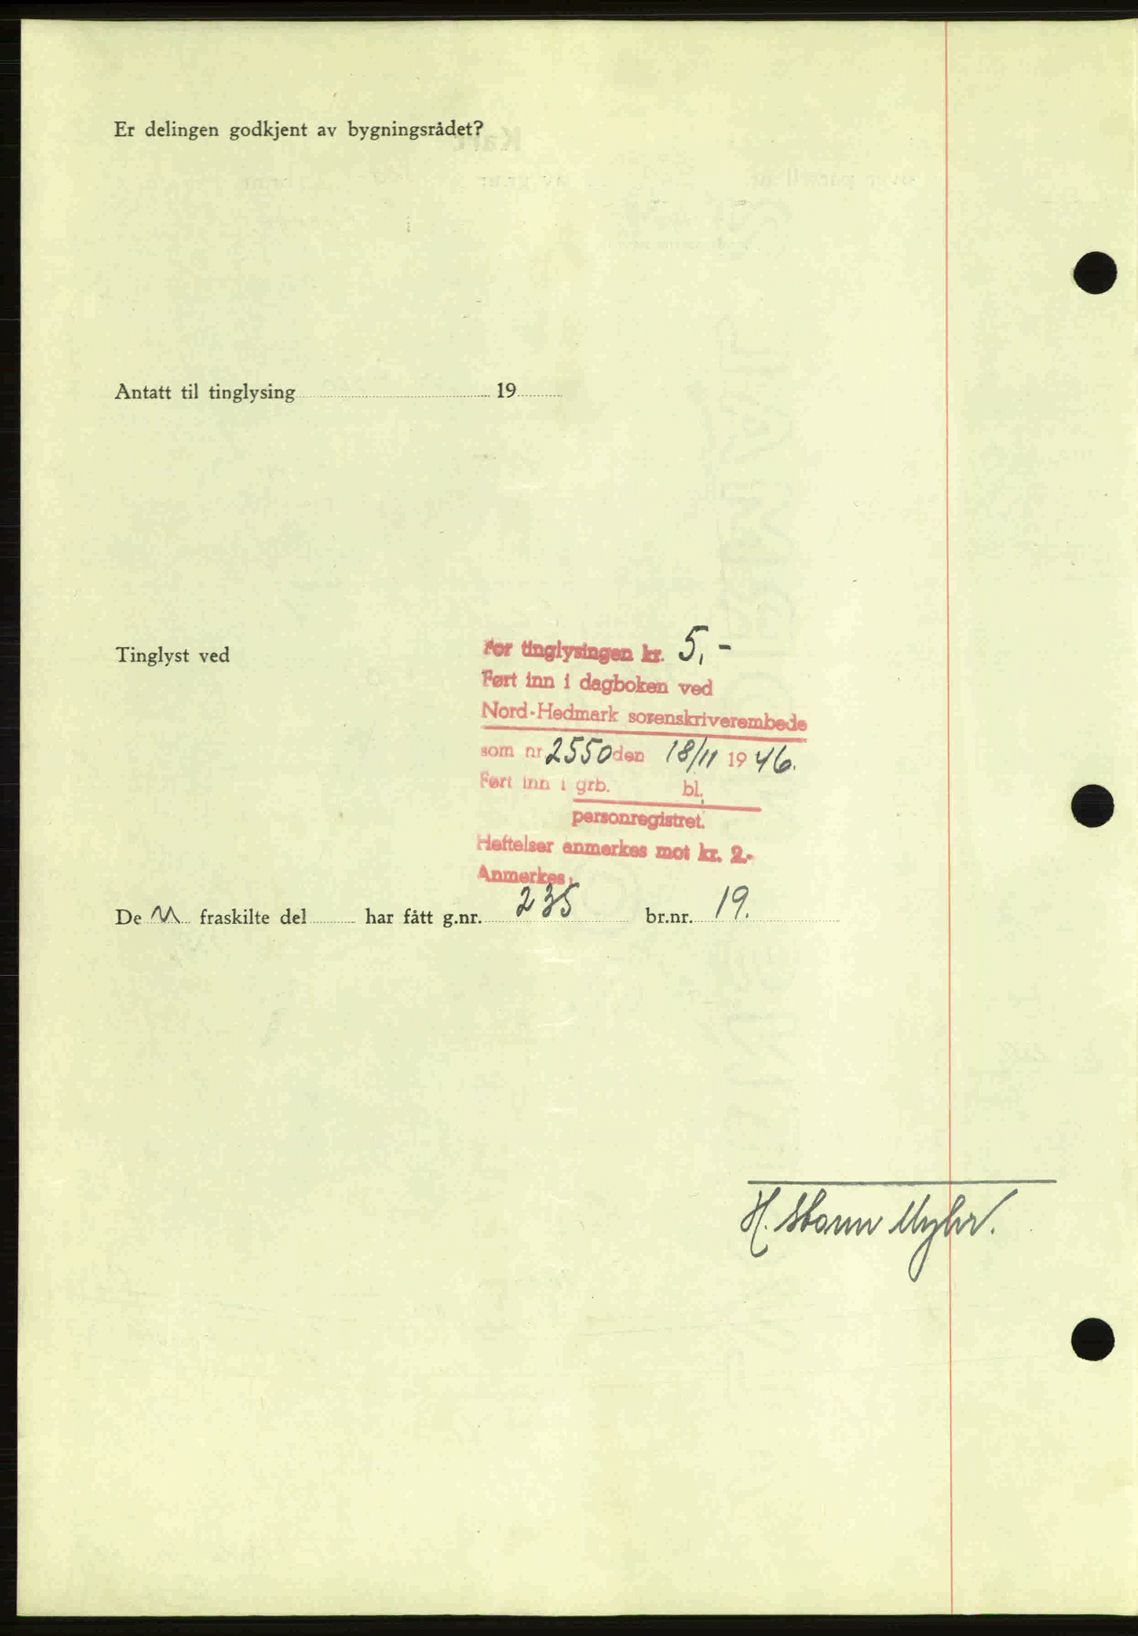 Er delingen godkjent av bygningsrådet?
Antatt til tinglysing 19
Tinglyst ved
For tinglysingen kr. 5,-
Ført inn i dagboken ved
Nord-Hedmark sorenskriverembede
som nr. 2550 den 18/11 1946.
Ført inn i grb. bl.
personregistret.
Heftelser anmerkes mot kr. 2.-
Anmerkes:
De n fraskilte del har fått g.nr. 235 br.nr. 19.
H. Myhr.